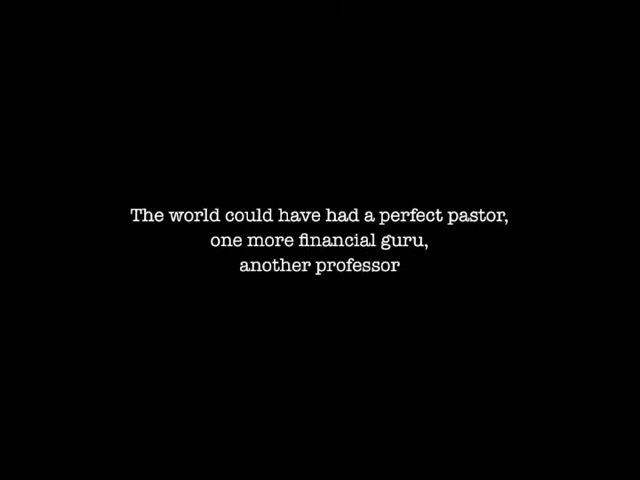 The world could have had a perfect pastor,
one more financial guru,
another professor